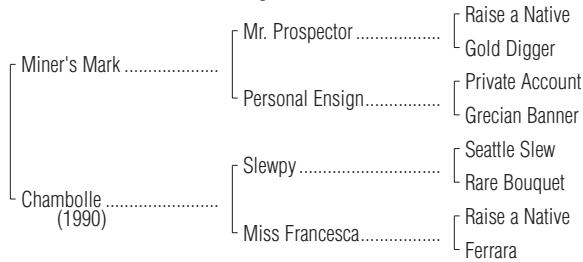 Raise a Native
Mr. Prospector ..................
Gold Digger
Miner's Mark ....................
Private Account
Personal Ensign................
Grecian Banner
Seattle Slew
Slewpy ...........................
Rare Bouquet
Chambolle ........................
(1990)
Raise a Native
Miss Francesca.................
Ferrara